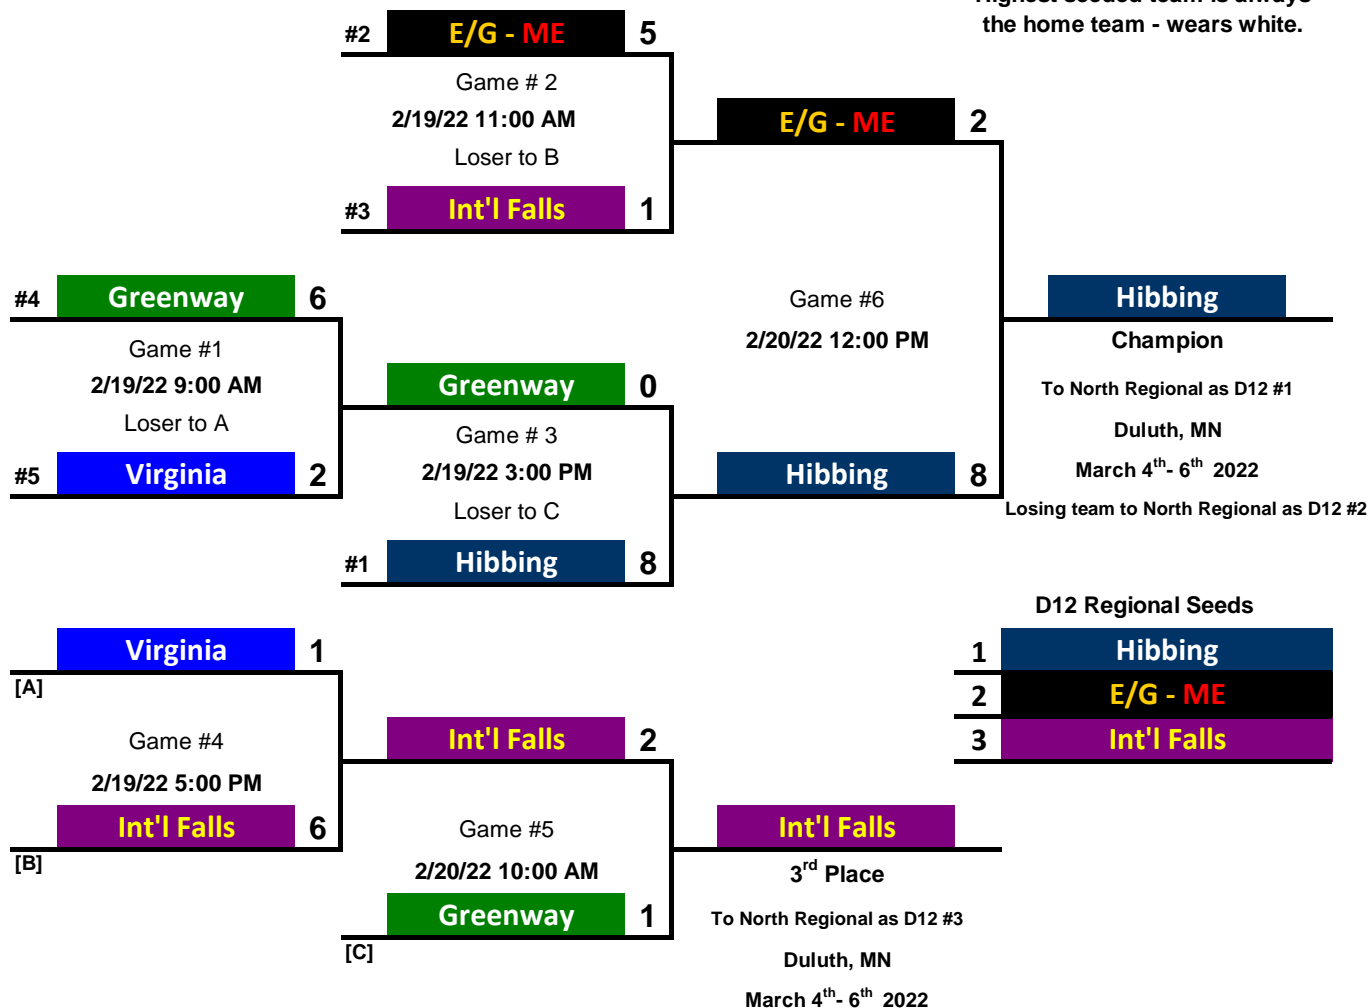 Highest seeded team is always
the home team - wears white.
#2 E/G - ME 5
Game # 2
2/19/22 11:00 AM
Loser to B
#3 Int'l Falls 1
E/G - ME 2
#4 Greenway 6
Game #1
2/19/22 9:00 AM
Loser to A
#5 Virginia 2
Greenway 0
Game # 3
2/19/22 3:00 PM
Loser to C
#1 Hibbing 8
Game #6
2/20/22 12:00 PM
Hibbing 8
Hibbing
Champion
To North Regional as D12 #1
Duluth, MN
March 4th- 6th 2022
Losing team to North Regional as D12 #2
D12 Regional Seeds
1 Hibbing
2 E/G - ME
3 Int'l Falls
Virginia 1
[A]
Game #4
2/19/22 5:00 PM
Int'l Falls 6
[B]
Int'l Falls 2
Game #5
2/20/22 10:00 AM
Greenway 1
[C]
Int'l Falls
3rd Place
To North Regional as D12 #3
Duluth, MN
March 4th- 6th 2022